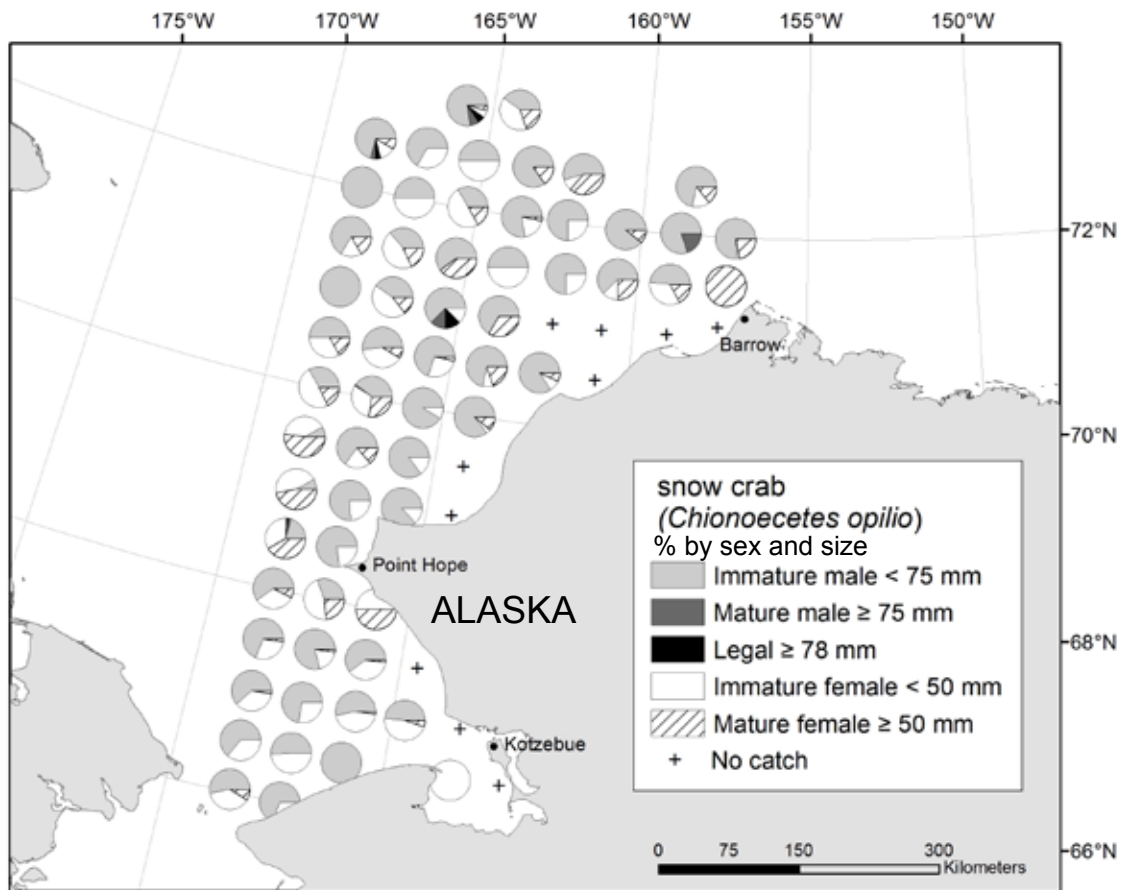 175°W 170°W 165°W 160°W 155°W 150°W
72°N
Barrow
70°N
Point Hope
ALASKA
68°N
Kotzebue
66°N
snow crab
(Chionoecetes opilio)
% by sex and size
Immature male < 75 mm
Mature male ≥ 75 mm
Legal ≥ 78 mm
Immature female < 50 mm
Mature female ≥ 50 mm
+ No catch
0 75 150 300
Kilometers